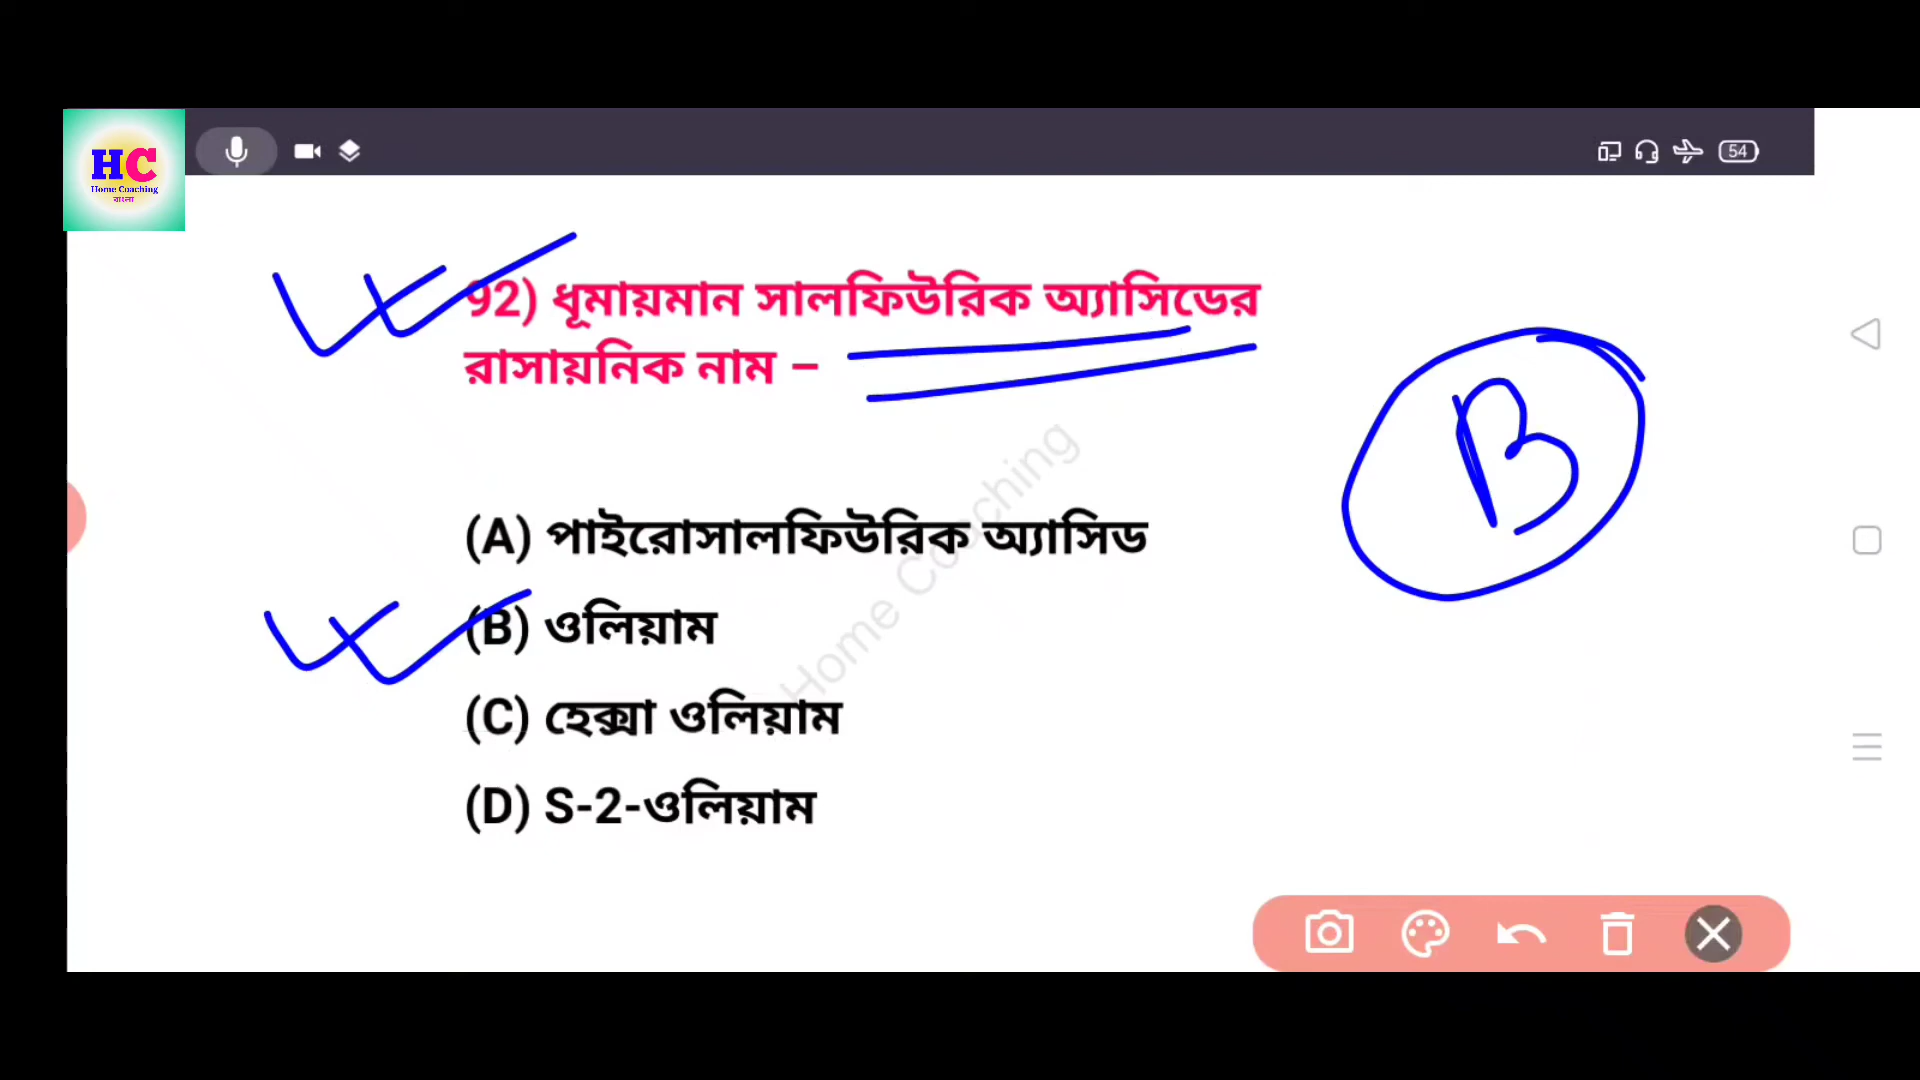 HC
Home Coaching
বাংলা
54
92) ধূমায়মান সালফিউরিক অ্যাসিডের
রাসায়নিক নাম –
B
(A) পাইরোসালফিউরিক অ্যাসিড
(B) ওলিয়াম
(C) হেক্সা ওলিয়াম
(D) S-2-ওলিয়াম
Home Coaching